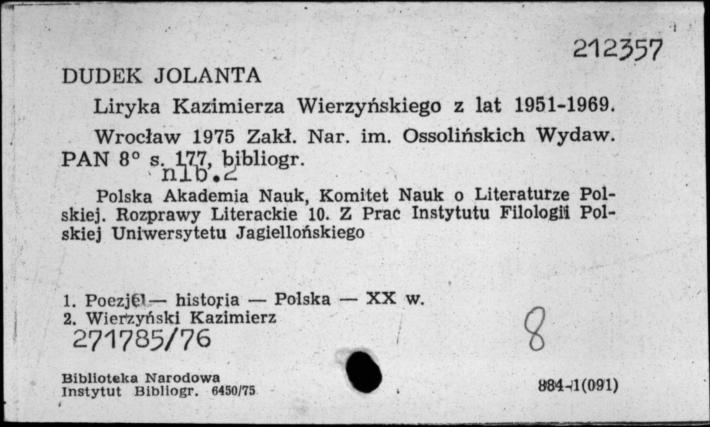 212357
DUDEK JOLANTA
Liryka Kazimierza Wierzyńskiego z lat 1951-1969.
Wrocław 1975 Zakł. Nar. im. Ossolińskich Wydaw.
PAN 8° s. 177, bibliogr.
nlb.2
Polska Akademia Nauk, Komitet Nauk o Literaturze Pol-
skiej. Rozprawy Literackie 10. Z Prac Instytutu Filologii Pol-
skiej Uniwersytetu Jagiellońskiego
1. Poezja — historia — Polska — XX w.
2. Wierzyński Kazimierz
271785/76
8
Biblioteka Narodowa
Instytut Bibliogr. 6450/75
884-1(091)